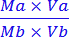 Ma × Va
Mb × Vb